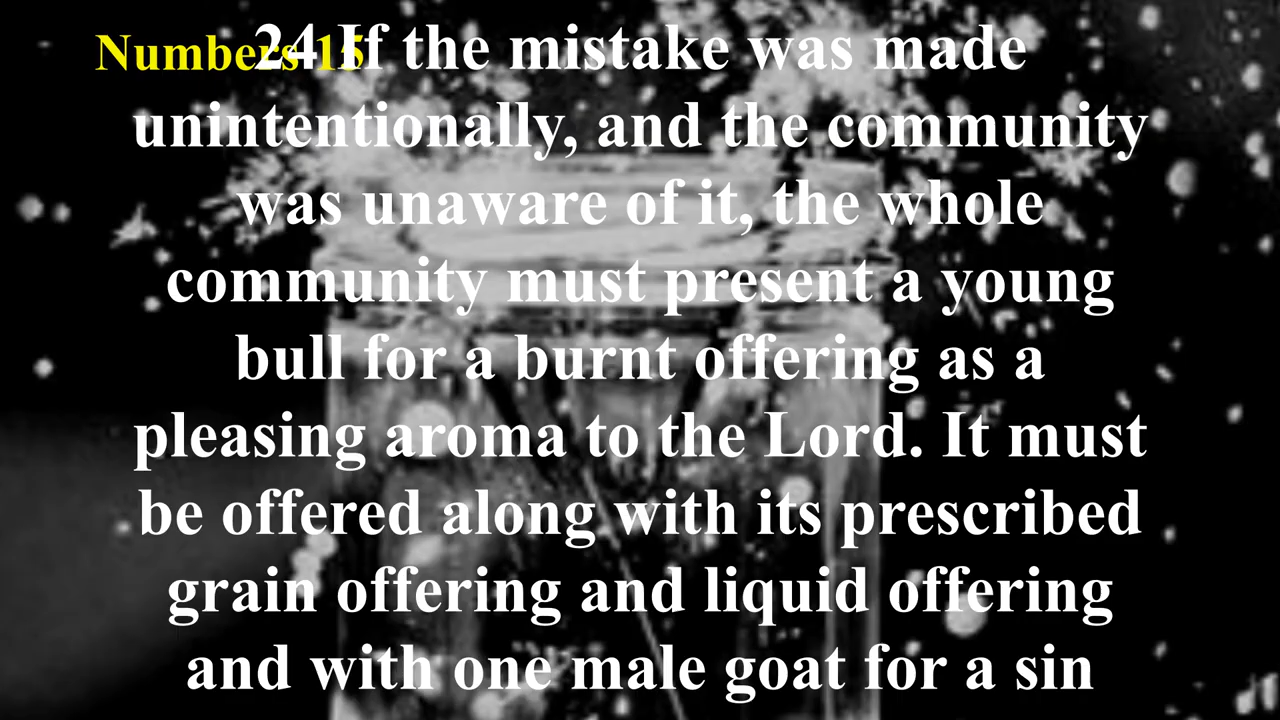 Numbers 15
24 If the mistake was made
unintentionally, and the community
was unaware of it, the whole
community must present a young
bull for a burnt offering as a
pleasing aroma to the Lord. It must
be offered along with its prescribed
grain offering and liquid offering
and with one male goat for a sin